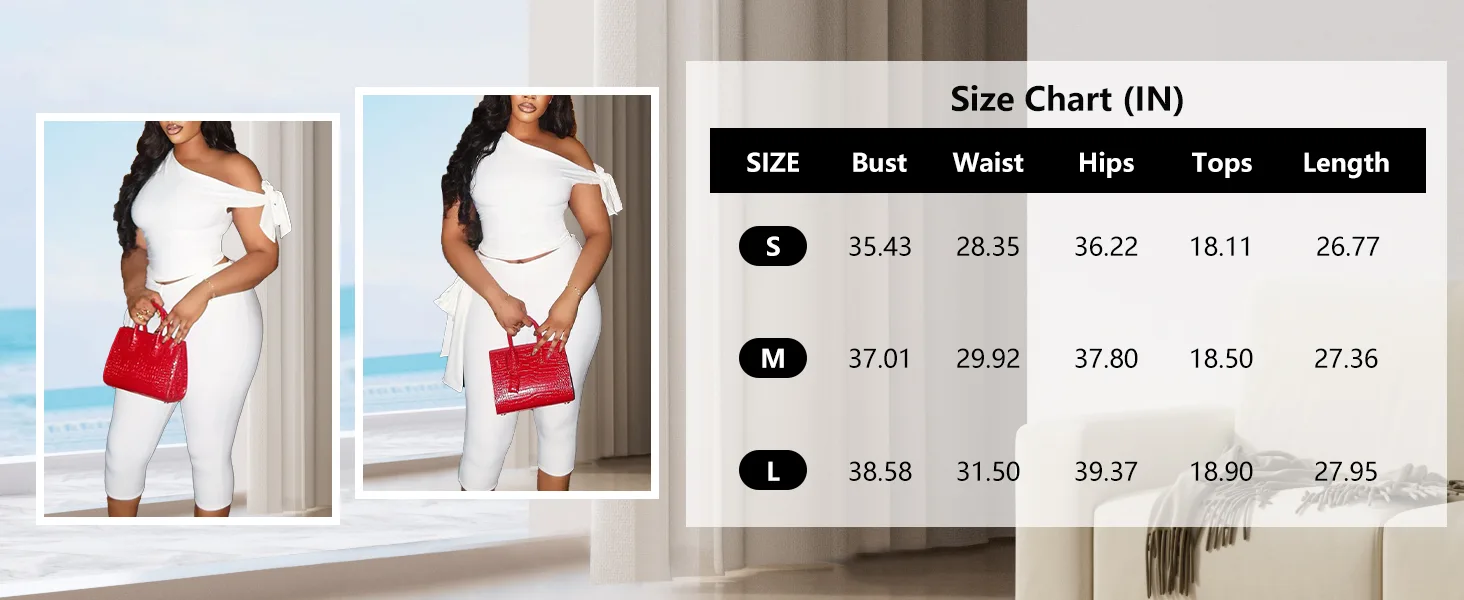 Size Chart (IN)
SIZE Bust Waist Hips Tops Length
S 35.43 28.35 36.22 18.11 26.77
M 37.01 29.92 37.80 18.50 27.36
L 38.58 31.50 39.37 18.90 27.95